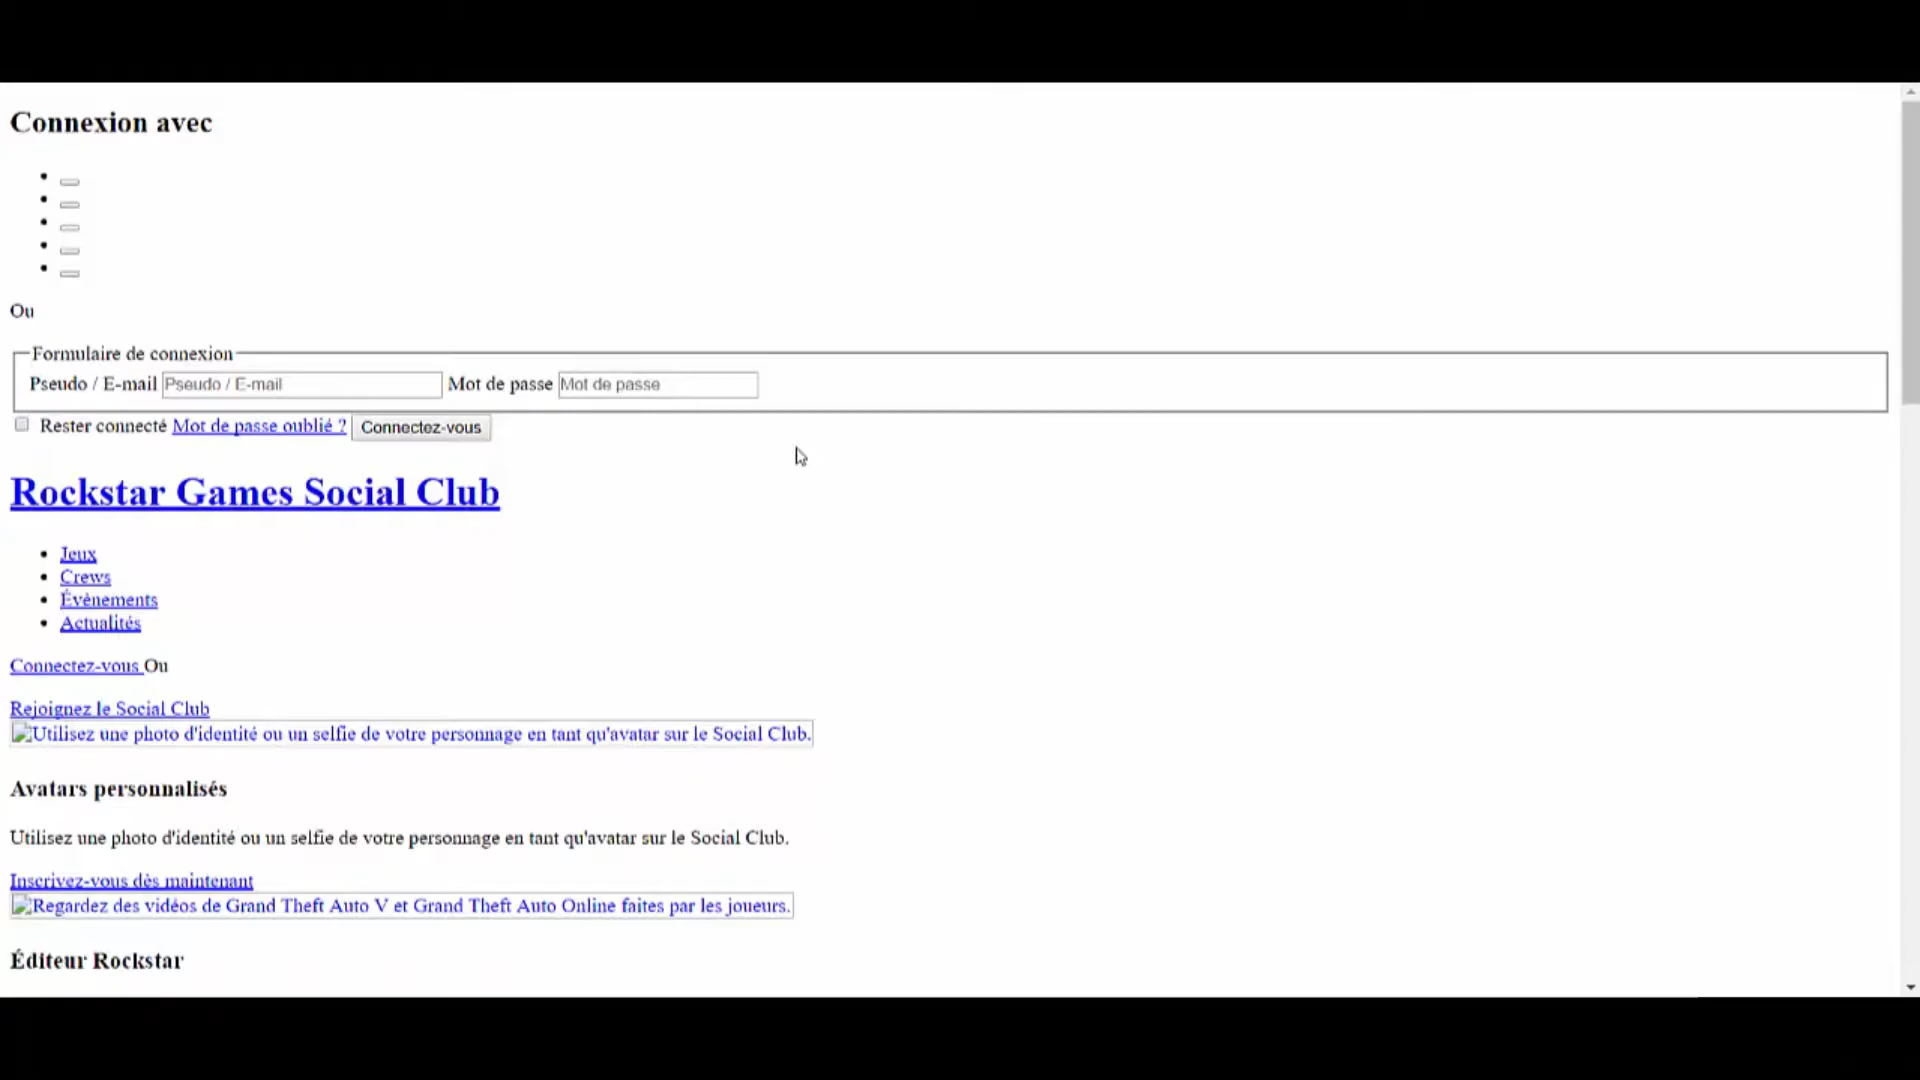 Connexion avec
Ou
Formulaire de connexion
Pseudo / E-mail Pseudo / E-mail Mot de passe Mot de passe
Rester connecté Mot de passe oublié ? Connectez-vous
Rockstar Games Social Club
Jeux
Crews
Évènements
Actualités
Connectez-vous Ou
Rejoignez le Social Club
Utilisez une photo d'identité ou un selfie de votre personnage en tant qu'avatar sur le Social Club.
Avatars personnalisés
Utilisez une photo d'identité ou un selfie de votre personnage en tant qu'avatar sur le Social Club.
Inscrivez-vous dès maintenant
Regardez des vidéos de Grand Theft Auto V et Grand Theft Auto Online faites par les joueurs.
Éditeur Rockstar